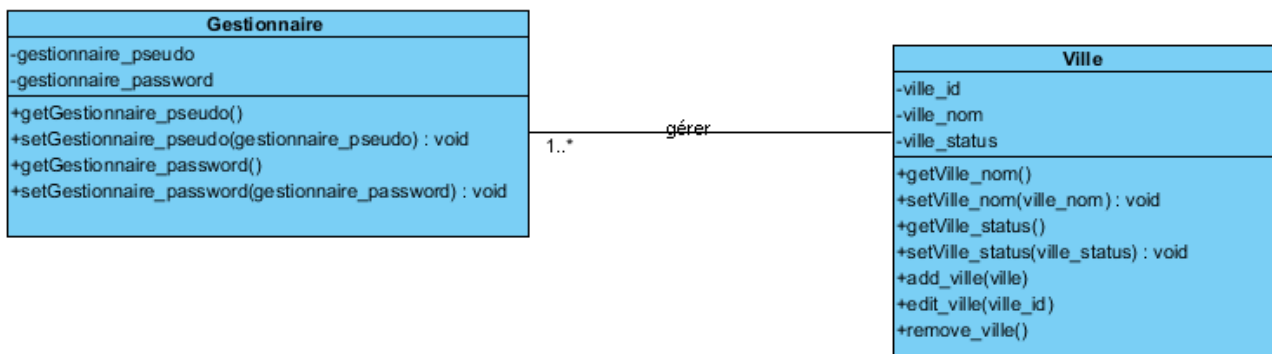 Gestionnaire
-gestionnaire_pseudo
-gestionnaire_password
+getGestionnaire_pseudo()
+setGestionnaire_pseudo(gestionnaire_pseudo) : void
+getGestionnaire_password()
+setGestionnaire_password(gestionnaire_password) : void
gérer
1..*
Ville
-ville_id
-ville_nom
-ville_status
+getVille_nom()
+setVille_nom(ville_nom) : void
+getVille_status()
+setVille_status(ville_status) : void
+add_ville(ville)
+edit_ville(ville_id)
+remove_ville()